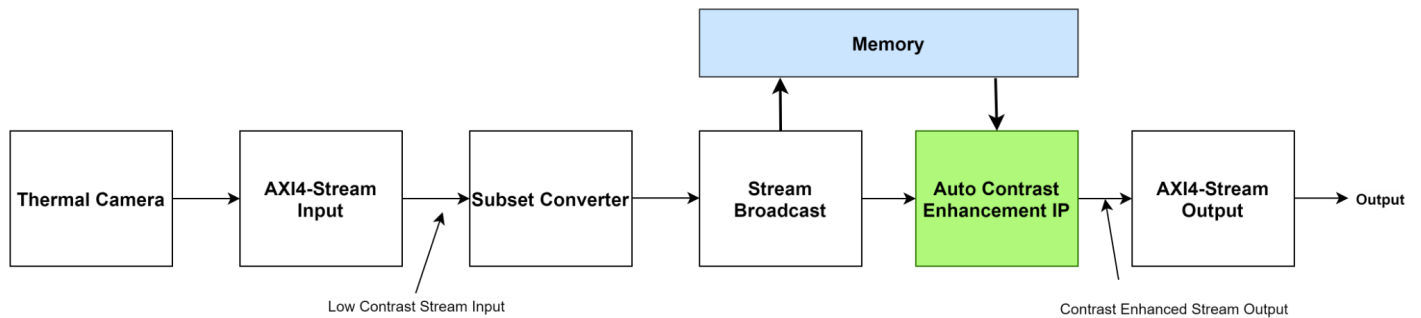 Memory
Thermal Camera
AXI4-Stream
Input
Subset Converter
Stream
Broadcast
Auto Contrast
Enhancement IP
AXI4-Stream
Output
Output
Low Contrast Stream Input
Contrast Enhanced Stream Output